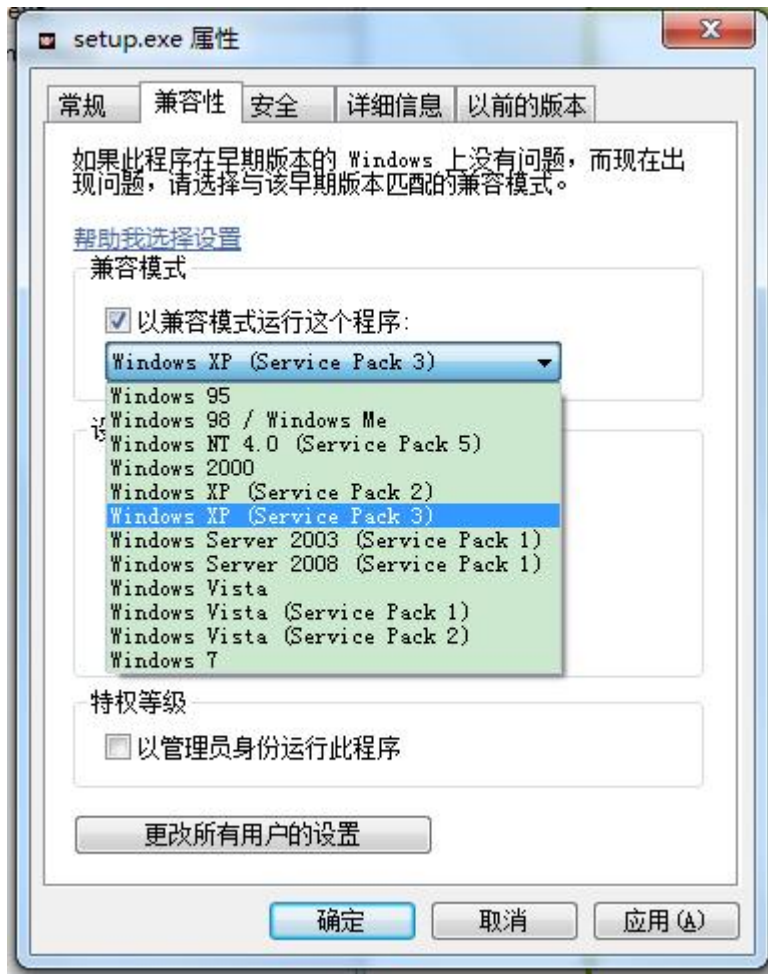 setup.exe 属性
常规 兼容性 安全 详细信息 以前的版本
如果此程序在早期版本的 Windows 上没有问题，而现在出
现问题，请选择与该早期版本匹配的兼容模式。
帮助我选择设置
兼容模式
以兼容模式运行这个程序:
Windows XP (Service Pack 3)
Windows 95
Windows 98 / Windows Me
Windows NT 4.0 (Service Pack 5)
Windows 2000
Windows XP (Service Pack 2)
Windows XP (Service Pack 3)
Windows Server 2003 (Service Pack 1)
Windows Server 2008 (Service Pack 1)
Windows Vista
Windows Vista (Service Pack 1)
Windows Vista (Service Pack 2)
Windows 7
特权等级
以管理员身份运行此程序
更改所有用户的设置
确定 取消 应用(A)